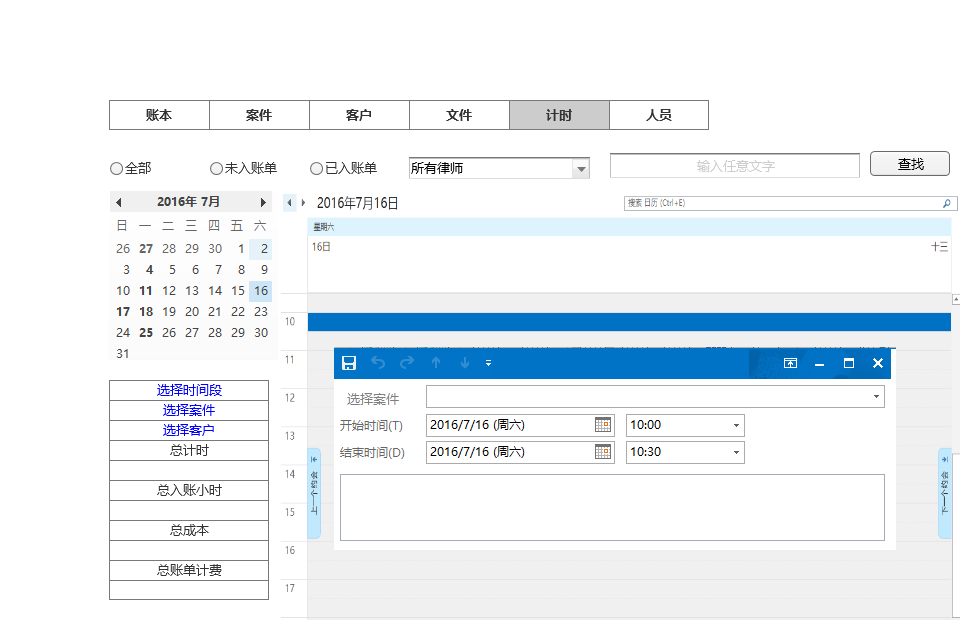 账本 案件 客户 文件 计时 人员
全部 未入账单 已入账单 所有律师 输入任意文字 查找
2016年 7月
日 一 二 三 四 五 六
26 27 28 29 30 1 2
3 4 5 6 7 8 9
10 11 12 13 14 15 16
17 18 19 20 21 22 23
24 25 26 27 28 29 30
31
选择时间段
选择案件
选择客户
总计时
总入账小时
总成本
总账单计费
2016年7月16日 搜索 日历 (Ctrl+E)
星期六
16日 十三
10
11
12
13
14
15
16
17
上一个约会
下一个约会
选择案件
开始时间(T) 2016/7/16 (周六) 10:00
结束时间(D) 2016/7/16 (周六) 10:30